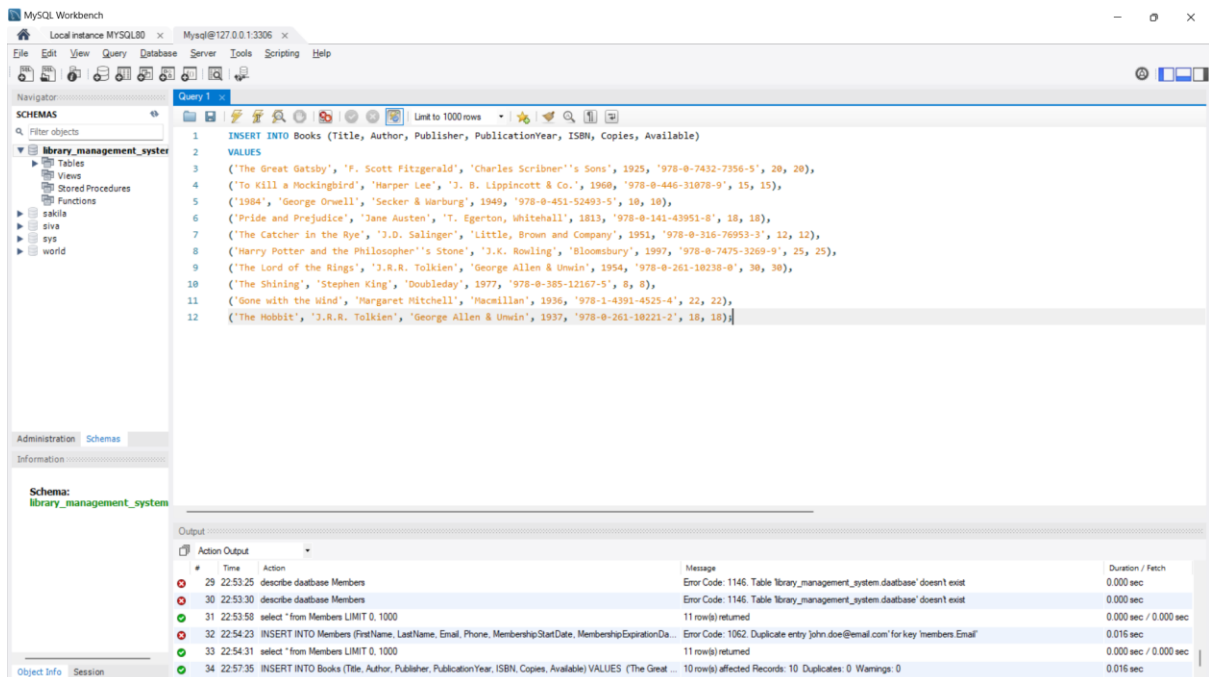 MySQL Workbench
Local instance MYSQL80 × Mysql@127.0.0.1:3306 ×
File Edit View Query Database Server Tools Scripting Help
Navigator
SCHEMAS
Filter objects
library_management_system
Tables
Views
Stored Procedures
Functions
sakila
siva
sys
world
Administration Schemas
Information
Schema:
library_management_system
Object Info Session
Query 1 ×
Limit to 1000 rows
1 INSERT INTO Books (Title, Author, Publisher, PublicationYear, ISBN, Copies, Available)
2 VALUES
3 ('The Great Gatsby', 'F. Scott Fitzgerald', 'Charles Scribner''s Sons', 1925, '978-0-7432-7356-5', 20, 20),
4 ('To Kill a Mockingbird', 'Harper Lee', 'J. B. Lippincott & Co.', 1960, '978-0-446-31078-9', 15, 15),
5 ('1984', 'George Orwell', 'Secker & Warburg', 1949, '978-0-451-52493-5', 10, 10),
6 ('Pride and Prejudice', 'Jane Austen', 'T. Egerton, Whitehall', 1813, '978-0-141-43951-8', 18, 18),
7 ('The Catcher in the Rye', 'J.D. Salinger', 'Little, Brown and Company', 1951, '978-0-316-76953-3', 12, 12),
8 ('Harry Potter and the Philosopher''s Stone', 'J.K. Rowling', 'Bloomsbury', 1997, '978-0-7475-3269-9', 25, 25),
9 ('The Lord of the Rings', 'J.R.R. Tolkien', 'George Allen & Unwin', 1954, '978-0-261-10238-0', 30, 30),
10 ('The Shining', 'Stephen King', 'Doubleday', 1977, '978-0-385-12167-5', 8, 8),
11 ('Gone with the Wind', 'Margaret Mitchell', 'Macmillan', 1936, '978-1-4391-4525-4', 22, 22),
12 ('The Hobbit', 'J.R.R. Tolkien', 'George Allen & Unwin', 1937, '978-0-261-10221-2', 18, 18);
Output
Action Output
# Time Action Message Duration / Fetch
29 22:53:25 describe daatbase Members Error Code: 1146. Table 'library_management_system.daatbase' doesn't exist 0.000 sec
30 22:53:30 describe daatbase Members Error Code: 1146. Table 'library_management_system.daatbase' doesn't exist 0.000 sec
31 22:53:58 select * from Members LIMIT 0, 1000 11 row(s) returned 0.000 sec / 0.000 sec
32 22:54:23 INSERT INTO Members (FirstName, LastName, Email, Phone, MembershipStartDate, MembershipExpirationDa... Error Code: 1062. Duplicate entry 'john.doe@email.com' for key 'members.Email' 0.016 sec
33 22:54:31 select * from Members LIMIT 0, 1000 11 row(s) returned 0.000 sec / 0.000 sec
34 22:57:35 INSERT INTO Books (Title, Author, Publisher, PublicationYear, ISBN, Copies, Available) VALUES ('The Great ... 10 row(s) affected Records: 10 Duplicates: 0 Warnings: 0 0.016 sec